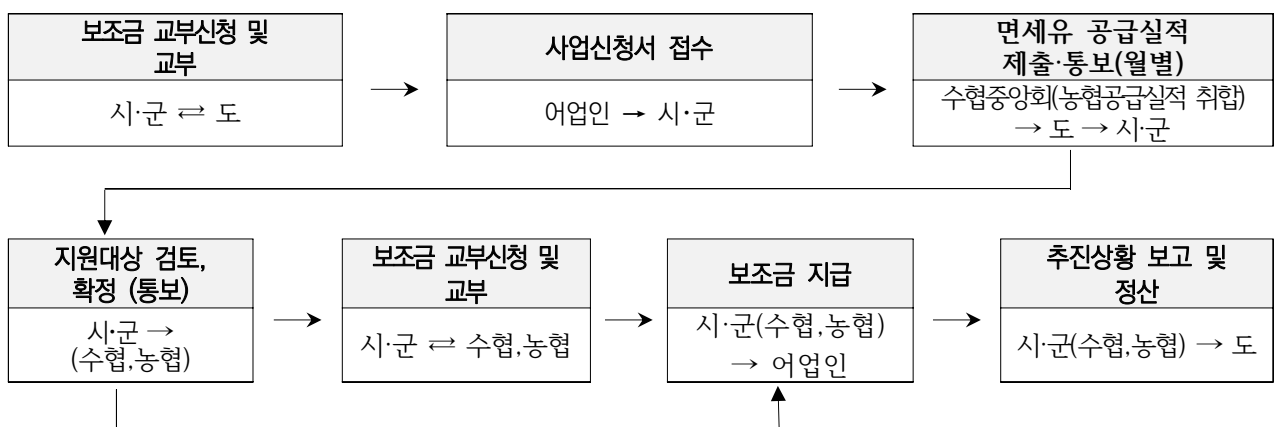 보조금 교부신청 및
교부
시·군 ⇌ 도
사업신청서 접수
어업인 → 시·군
면세유 공급실적
제출·통보(월별)
수협중앙회(농협공급실적 취합)
→ 도 → 시·군
지원대상 검토,
확정 (통보)
시·군 →
(수협,농협)
보조금 교부신청 및
교부
시·군 ⇌ 수협,농협
보조금 지급
시·군(수협,농협)
→ 어업인
추진상황 보고 및
정산
시·군(수협,농협) → 도